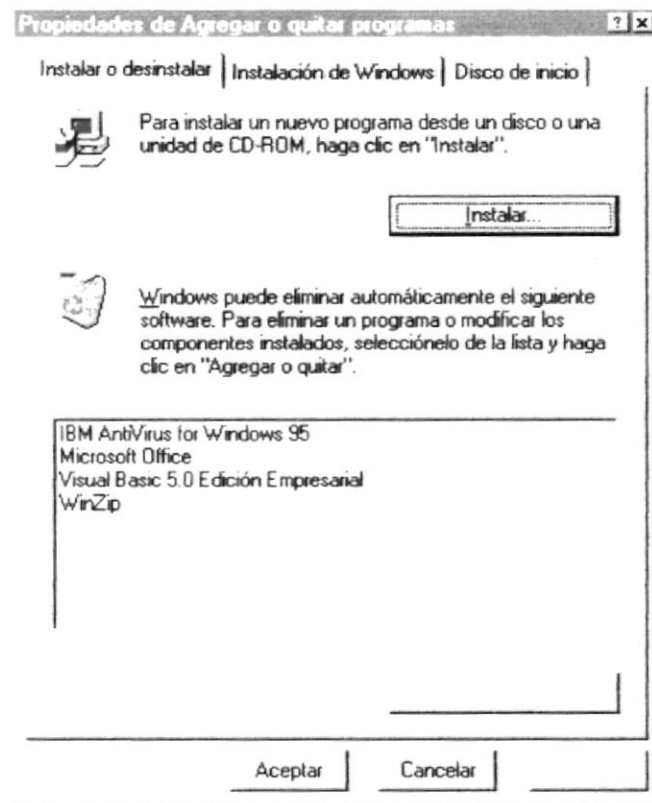 Propiedades de Agregar o quitar programas
Instalar o desinstalar
Instalación de Windows
Disco de inicio
Para instalar un nuevo programa desde un disco o una
unidad de CD-ROM, haga clic en "Instalar".
Instalar...
Windows puede eliminar automáticamente el siguiente
software. Para eliminar un programa o modificar los
componentes instalados, selecciónelo de la lista y haga
clic en "Agregar o quitar".
IBM AntiVirus for Windows 95
Microsoft Office
Visual Basic 5.0 Edición Empresarial
WinZip
Aceptar
Cancelar